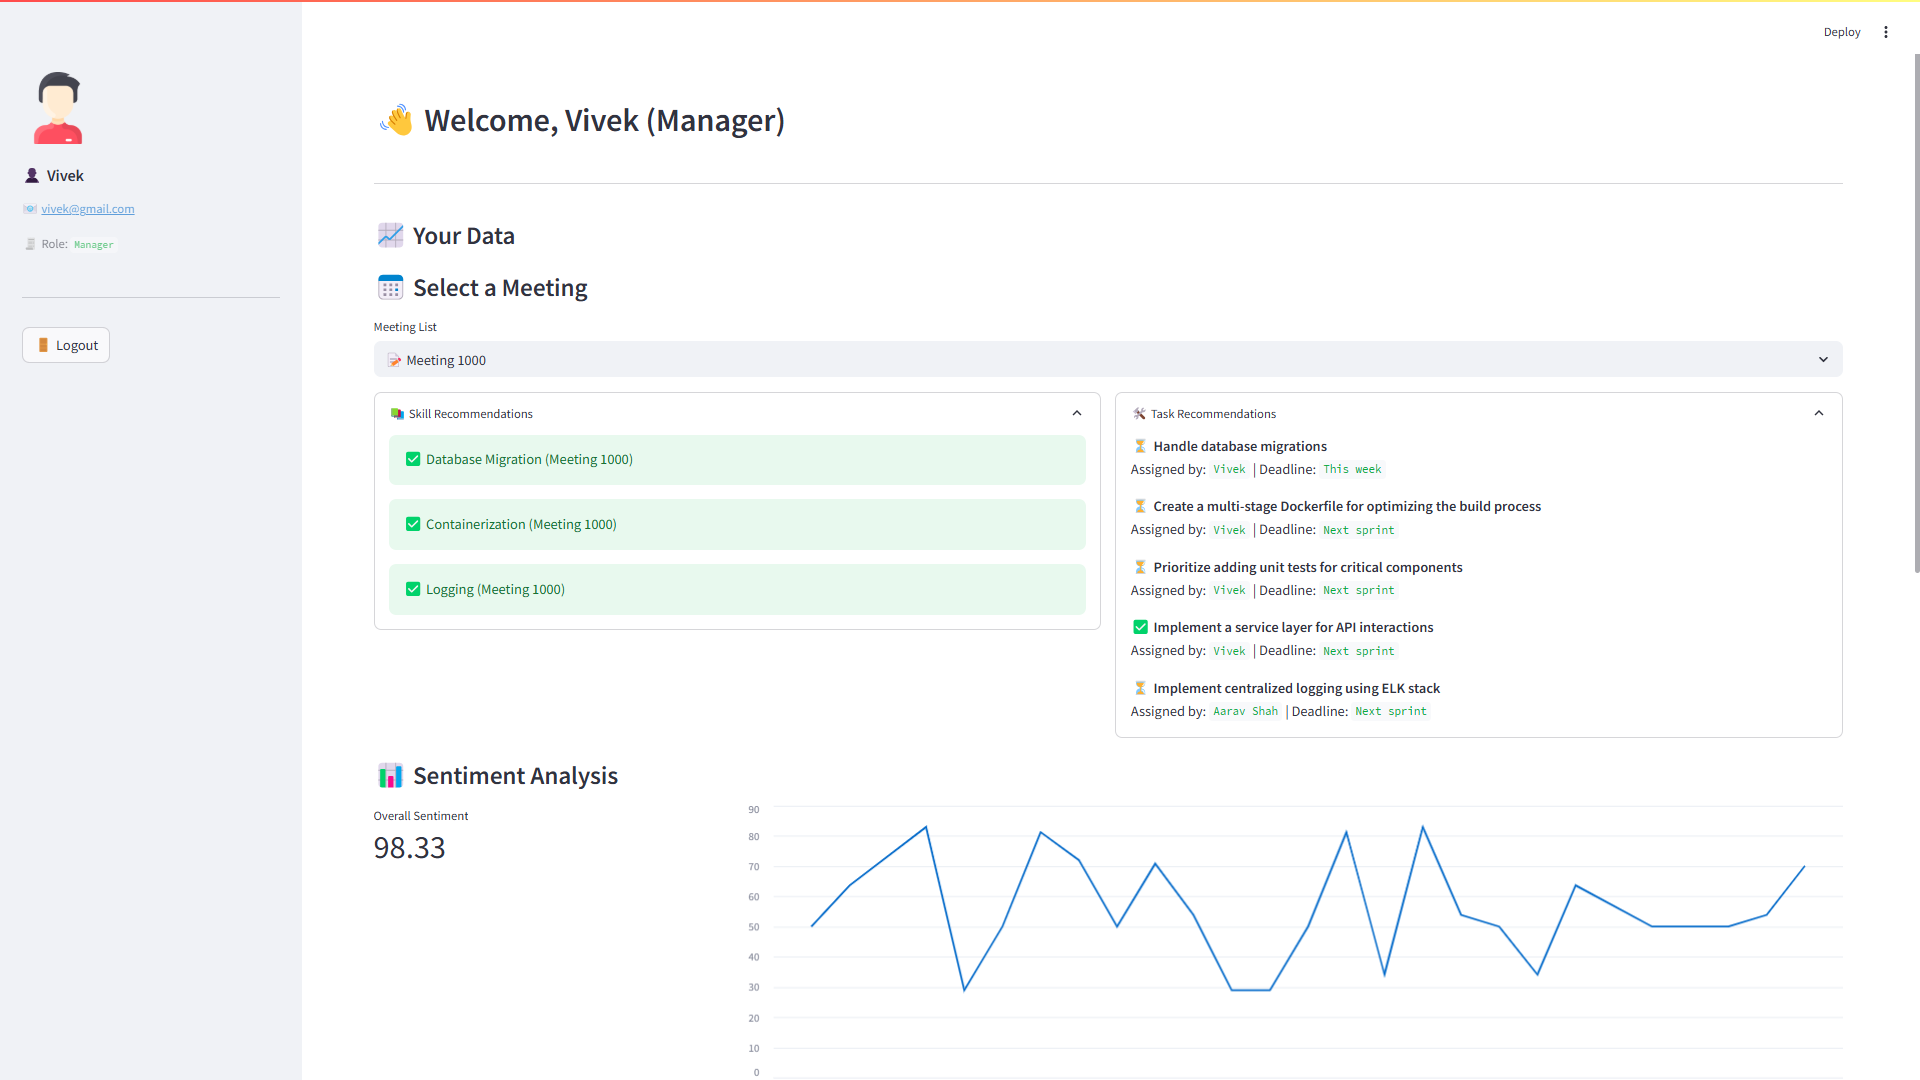 Deploy
Vivek
vivek@gmail.com
Role: Manager
Logout
Welcome, Vivek (Manager)
Your Data
Select a Meeting
Meeting List
Meeting 1000
Skill Recommendations
Database Migration (Meeting 1000)
Containerization (Meeting 1000)
Logging (Meeting 1000)
Task Recommendations
Handle database migrations
Assigned by: Vivek | Deadline: This week
Create a multi-stage Dockerfile for optimizing the build process
Assigned by: Vivek | Deadline: Next sprint
Prioritize adding unit tests for critical components
Assigned by: Vivek | Deadline: Next sprint
Implement a service layer for API interactions
Assigned by: Vivek | Deadline: Next sprint
Implement centralized logging using ELK stack
Assigned by: Aarav Shah | Deadline: Next sprint
Sentiment Analysis
Overall Sentiment
98.33
90
80
70
60
50
40
30
20
10
0